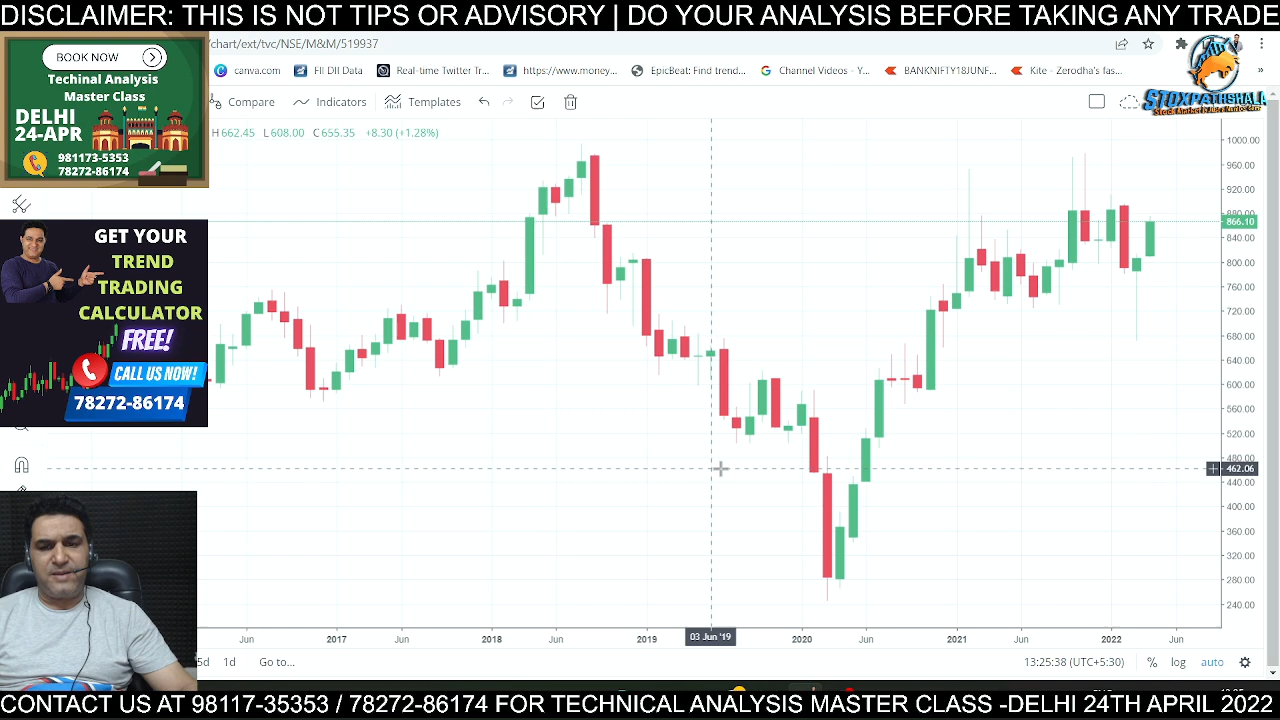 DISCLAIMER: THIS IS NOT TIPS OR ADVISORY | DO YOUR ANALYSIS BEFORE TAKING ANY TRADE
/chart/ext/tvc/NSE/M&M/519937
BOOK NOW
Techinal Analysis
Master Class
DELHI
24-APR
981173-5353
78272-86174
canva.com
FII DII Data
Real-time Twitter Tr...
https://www.money...
EpicBeat: Find trend...
Channel Videos - Y...
BANKNIFTY18JUNF...
Kite - Zerodha's fas...
STOXPATHSHALA
Compare
Indicators
Templates
H662.45 L608.00 C655.35 +8.30 (+1.28%)
GET YOUR
TREND
TRADING
CALCULATOR
FREE!
CALL US NOW!
78272-86174
1000.00
960.00
920.00
880.00
866.10
840.00
800.00
760.00
720.00
680.00
640.00
600.00
560.00
520.00
480.00
462.06
440.00
400.00
360.00
320.00
280.00
240.00
Jun 2017 Jun 2018 Jun 2019 03 Jun '19 2020 Jun 2021 Jun 2022 Jun
5d 1d Go to...
13:25:38 (UTC+5:30) % log auto
CONTACT US AT 98117-35353 / 78272-86174 FOR TECHNICAL ANALYSIS MASTER CLASS -DELHI 24TH APRIL 2022